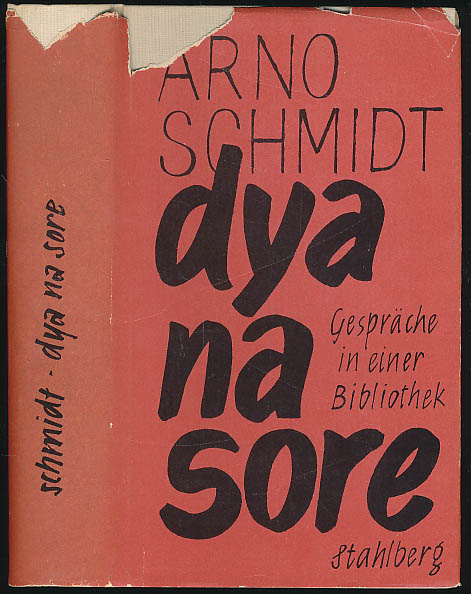 schmidt · dya na sore
ARNO
SCHMIDT
dya
na
sore
Gespräche
in einer
Bibliothek
Stahlberg